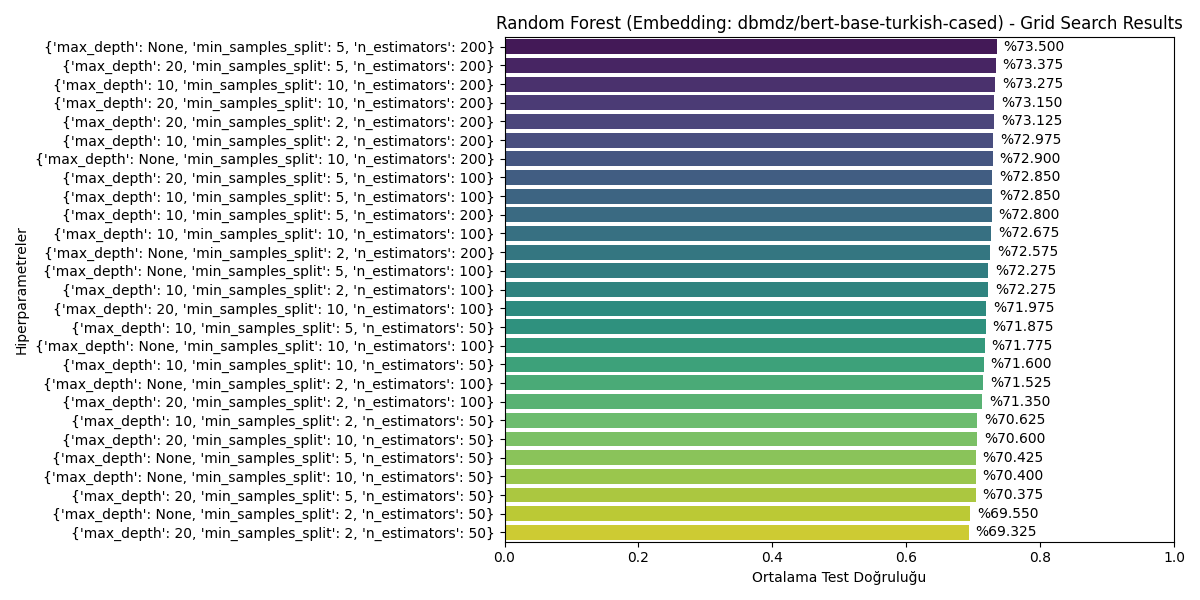 Random Forest (Embedding: dbmdz/bert-base-turkish-cased) - Grid Search Results
Hiperparametreler
{'max_depth': None, 'min_samples_split': 5, 'n_estimators': 200} %73.500
{'max_depth': 20, 'min_samples_split': 5, 'n_estimators': 200} %73.375
{'max_depth': 10, 'min_samples_split': 10, 'n_estimators': 200} %73.275
{'max_depth': 20, 'min_samples_split': 10, 'n_estimators': 200} %73.150
{'max_depth': 20, 'min_samples_split': 2, 'n_estimators': 200} %73.125
{'max_depth': 10, 'min_samples_split': 2, 'n_estimators': 200} %72.975
{'max_depth': None, 'min_samples_split': 10, 'n_estimators': 200} %72.900
{'max_depth': 20, 'min_samples_split': 5, 'n_estimators': 100} %72.850
{'max_depth': 10, 'min_samples_split': 5, 'n_estimators': 100} %72.850
{'max_depth': 10, 'min_samples_split': 5, 'n_estimators': 200} %72.800
{'max_depth': 10, 'min_samples_split': 10, 'n_estimators': 100} %72.675
{'max_depth': None, 'min_samples_split': 2, 'n_estimators': 200} %72.575
{'max_depth': None, 'min_samples_split': 5, 'n_estimators': 100} %72.275
{'max_depth': 10, 'min_samples_split': 2, 'n_estimators': 100} %72.275
{'max_depth': 20, 'min_samples_split': 10, 'n_estimators': 100} %71.975
{'max_depth': 10, 'min_samples_split': 5, 'n_estimators': 50} %71.875
{'max_depth': None, 'min_samples_split': 10, 'n_estimators': 100} %71.775
{'max_depth': 10, 'min_samples_split': 10, 'n_estimators': 50} %71.600
{'max_depth': None, 'min_samples_split': 2, 'n_estimators': 100} %71.525
{'max_depth': 20, 'min_samples_split': 2, 'n_estimators': 100} %71.350
{'max_depth': 10, 'min_samples_split': 2, 'n_estimators': 50} %70.625
{'max_depth': 20, 'min_samples_split': 10, 'n_estimators': 50} %70.600
{'max_depth': None, 'min_samples_split': 5, 'n_estimators': 50} %70.425
{'max_depth': None, 'min_samples_split': 10, 'n_estimators': 50} %70.400
{'max_depth': 20, 'min_samples_split': 5, 'n_estimators': 50} %70.375
{'max_depth': None, 'min_samples_split': 2, 'n_estimators': 50} %69.550
{'max_depth': 20, 'min_samples_split': 2, 'n_estimators': 50} %69.325
0.0 0.2 0.4 0.6 0.8 1.0
Ortalama Test Doğruluğu